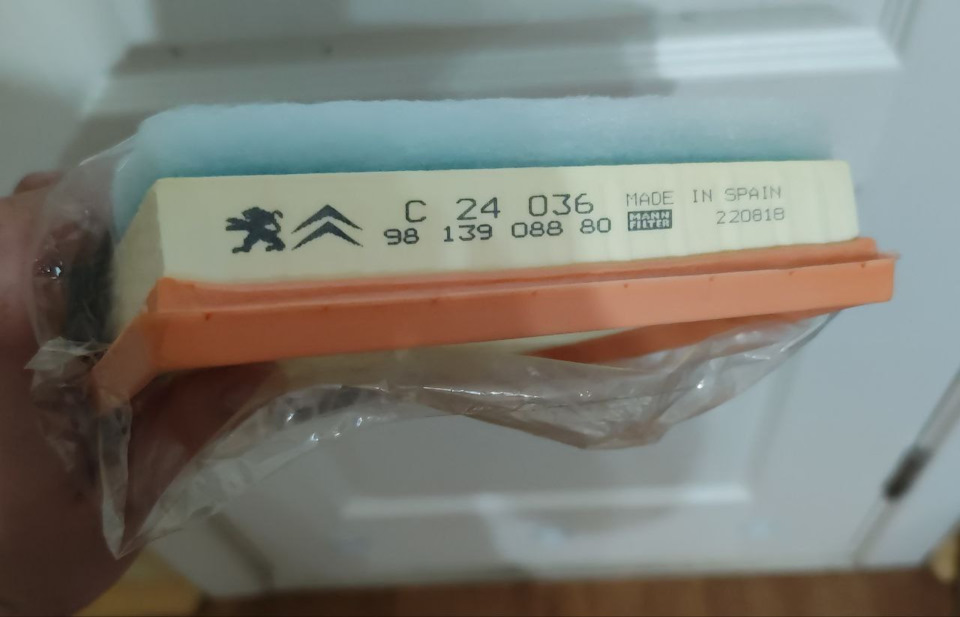 C 24 036
98 139 088 80
MANN
FILTER
MADE IN SPAIN
220818